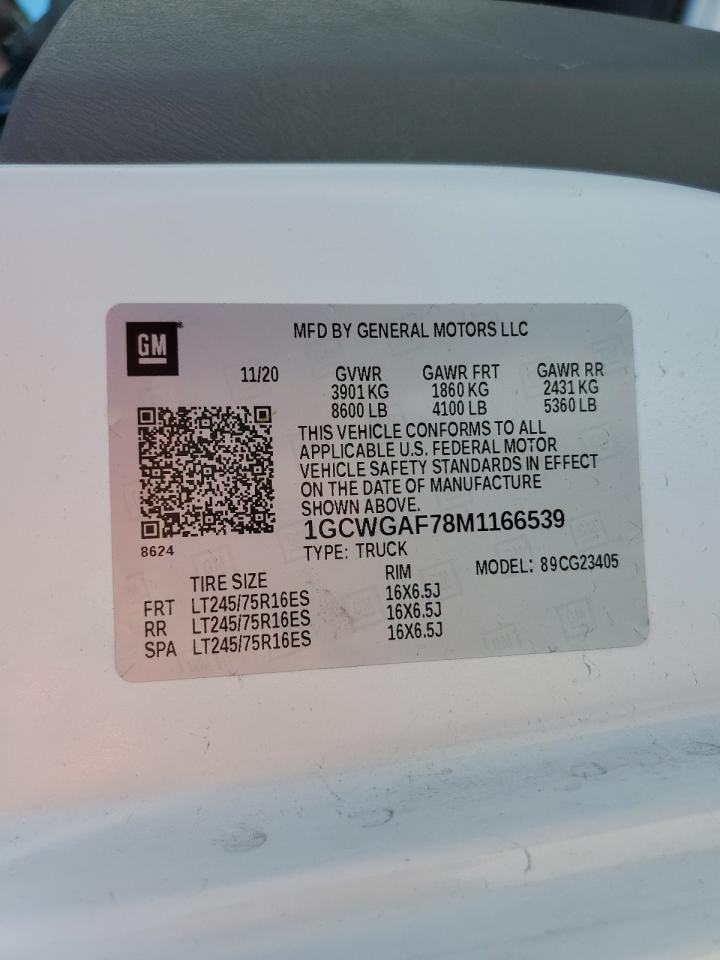 GM
MFD BY GENERAL MOTORS LLC
11/20 GVWR GAWR FRT GAWR RR
3901 KG 1860 KG 2431 KG
8600 LB 4100 LB 5360 LB
THIS VEHICLE CONFORMS TO ALL
APPLICABLE U.S. FEDERAL MOTOR
VEHICLE SAFETY STANDARDS IN EFFECT
ON THE DATE OF MANUFACTURE
SHOWN ABOVE.
8624
1GCWGAF78M1166539
TYPE: TRUCK MODEL: 89CG23405
TIRE SIZE RIM
FRT LT245/75R16ES 16X6.5J
RR LT245/75R16ES 16X6.5J
SPA LT245/75R16ES 16X6.5J